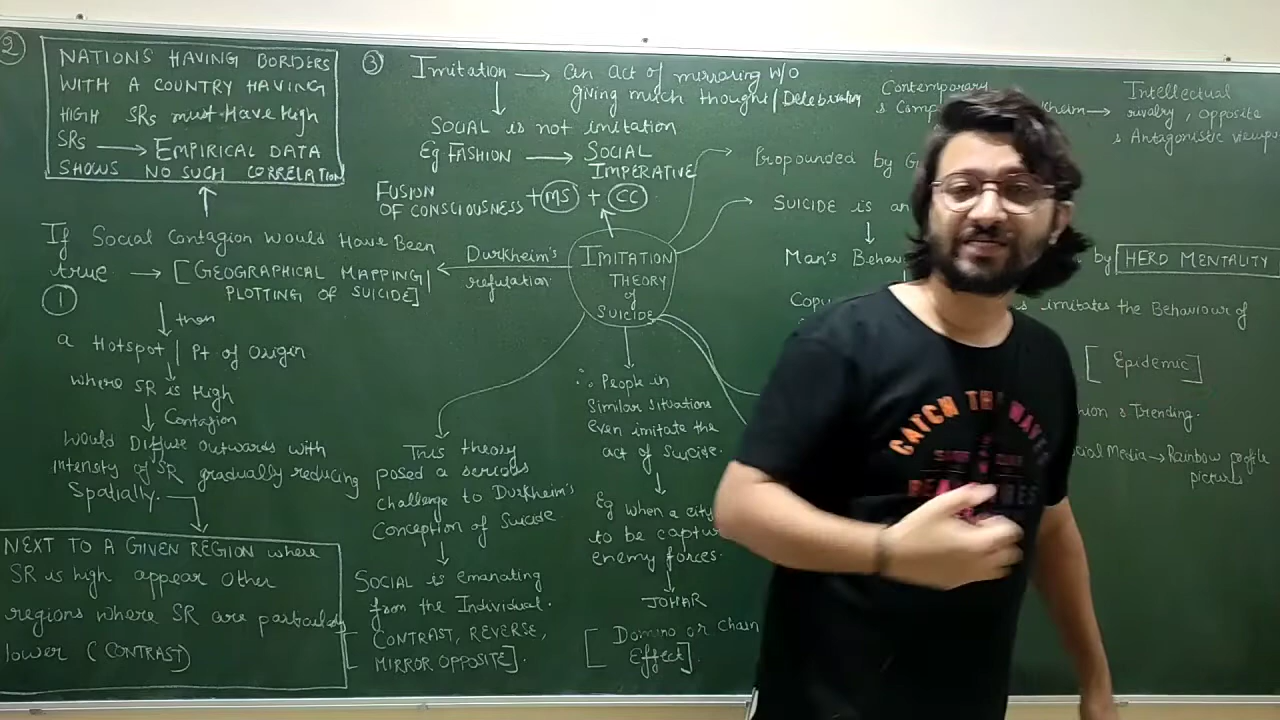 2
NATIONS HAVING BORDERS
WITH A COUNTRY HAVING
HIGH SRs must Have High
SRs → EMPIRICAL DATA
SHOWS NO SUCH CORRELATION
If Social Contagion would Have Been
true → [GEOGRAPHICAL MAPPING/
PLOTTING OF SUICIDE]
1
then
a Hotspot / Pt of Origin
where SR is High
Contagion
would Diffuse outwards with
intensity of SR gradually reducing
Spatially.
NEXT TO A GIVEN REGION where
SR is high appear other
regions where SR are particularly
lower (CONTRAST)
3
Imitation → an act of mirroring w/o
giving much thought/Deleberating
SOCIAL is not imitation
Eg FASHION → SOCIAL
IMPERATIVE
FUSION
OF CONSCIOUSNESS + MS + CC
Durkheim's
refutation
IMITATION
THEORY
of
SUICIDE
This theory
posed a serious
challenge to Durkheim's
Conception of Suicide
SOCIAL is emanating
from the Individual.
[CONTRAST, REVERSE,
MIRROR OPPOSITE].
∴ People in
Similar Situations
even imitate the
act of Suicide.
Eg when a city
to be
enemy forces.
JOHAR
[Domino or Chain
Effect].
Contemporary
&
→ Intellectual
rivalry, opposite
& Antagonistic
Propounded by
SUICIDE is an
Man's
by HERD MENTALITY
imitates the Behaviour of
[Epidemic]
& Trending.
Media → Rainbow profile
pictures
CATCH THE WAVES